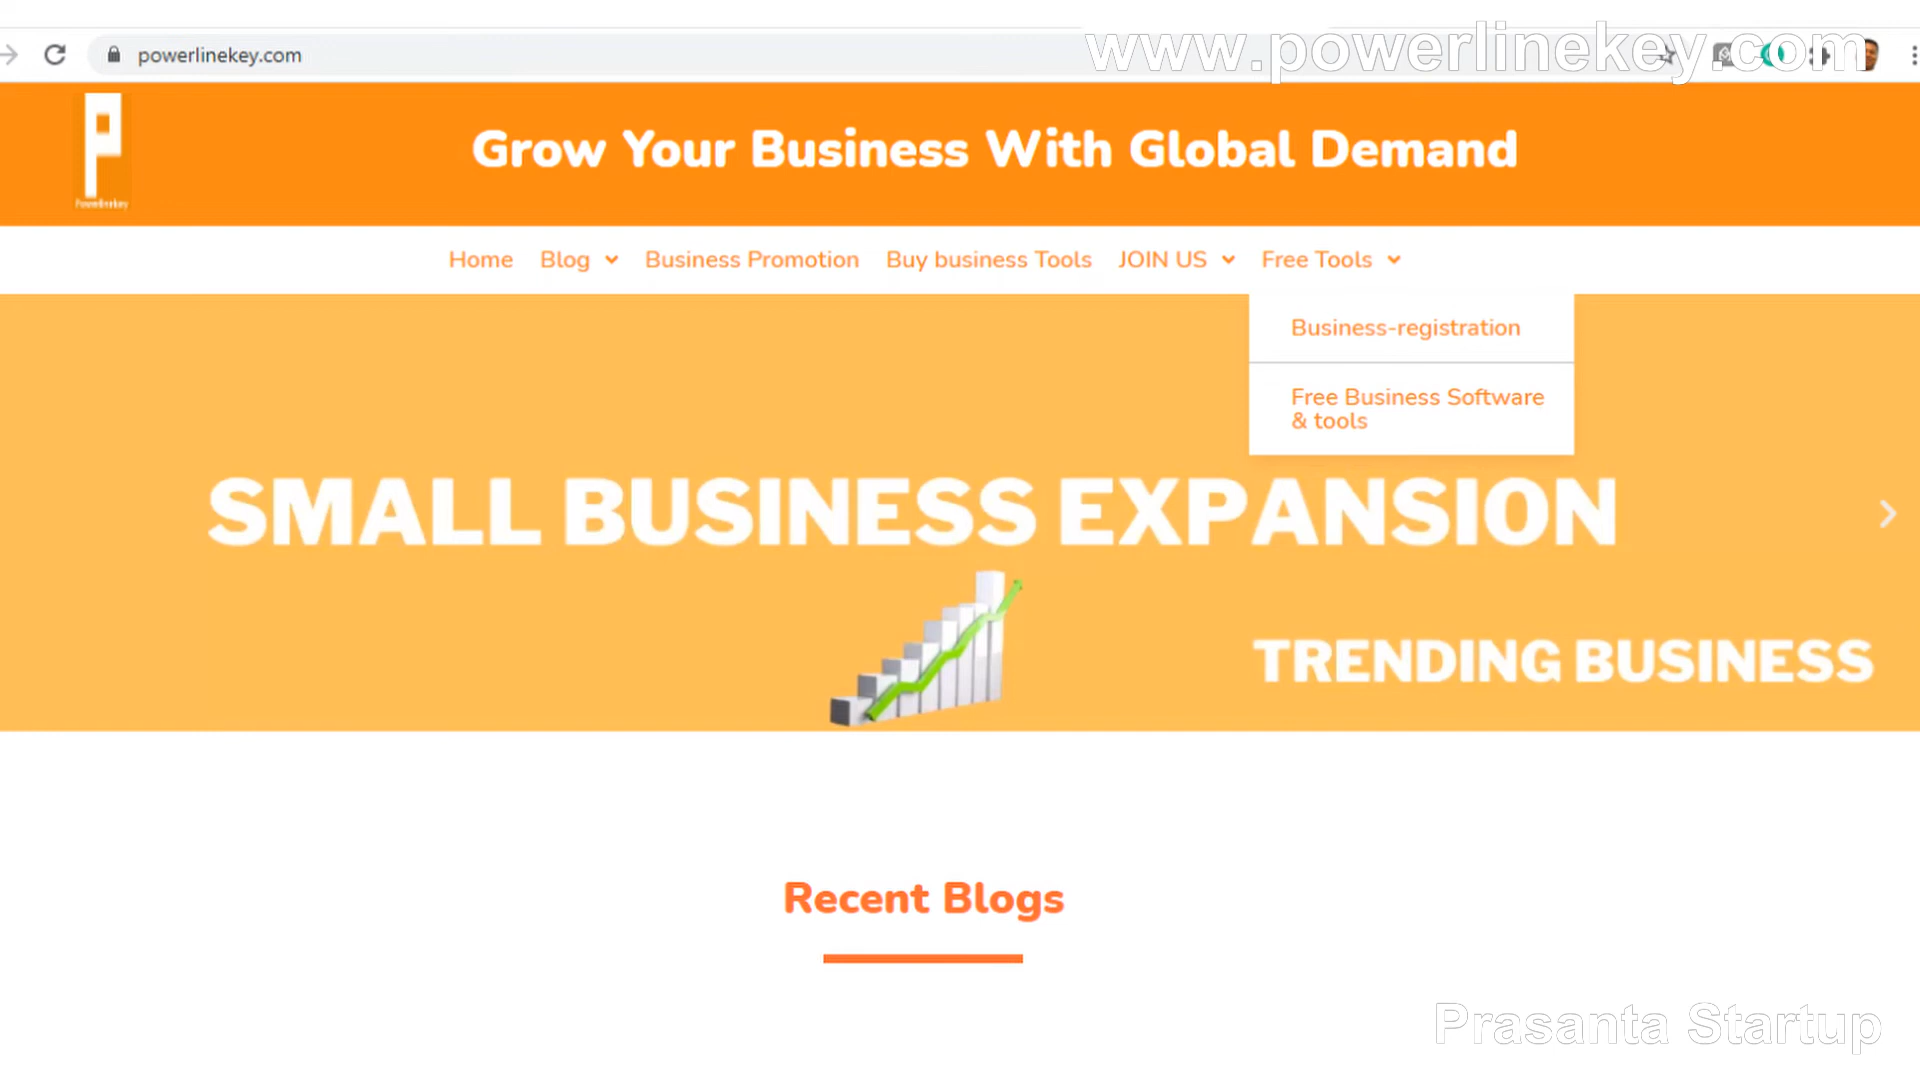 powerlinekey.com
www.powerlinekey.com
P
Powerlinekey
Grow Your Business With Global Demand
Home Blog Business Promotion Buy business Tools JOIN US Free Tools
Business-registration
Free Business Software
& tools
SMALL BUSINESS EXPANSION
TRENDING BUSINESS
Recent Blogs
Prasanta Startup